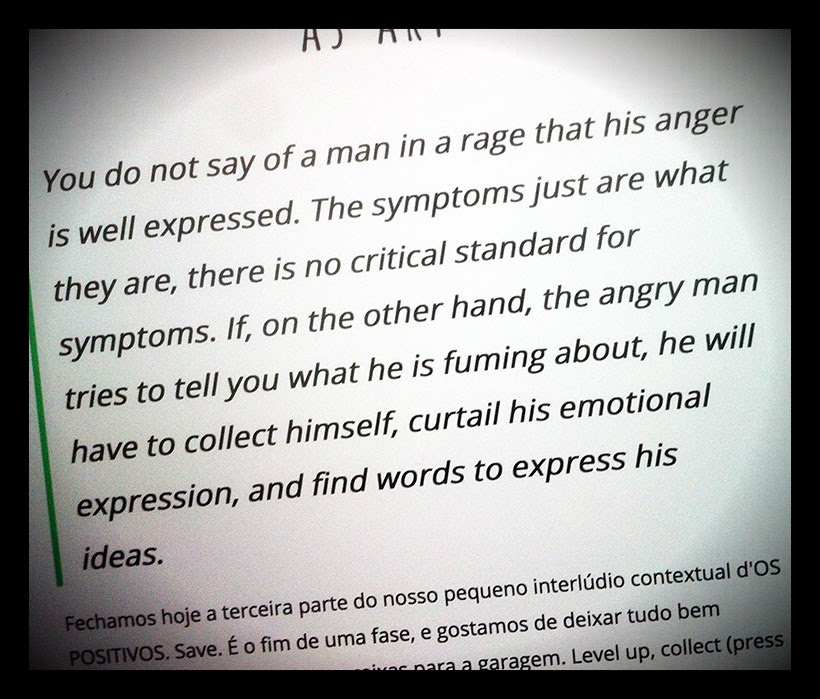 You do not say of a man in a rage that his anger
is well expressed. The symptoms just are what
they are, there is no critical standard for
symptoms. If, on the other hand, the angry man
tries to tell you what he is fuming about, he will
have to collect himself, curtail his emotional
expression, and find words to express his
ideas.
Fechamos hoje a terceira parte do nosso pequeno interlúdio contextual d'OS
POSITIVOS. Save. É o fim de uma fase, e gostamos de deixar tudo bem
para a garagem. Level up, collect (press